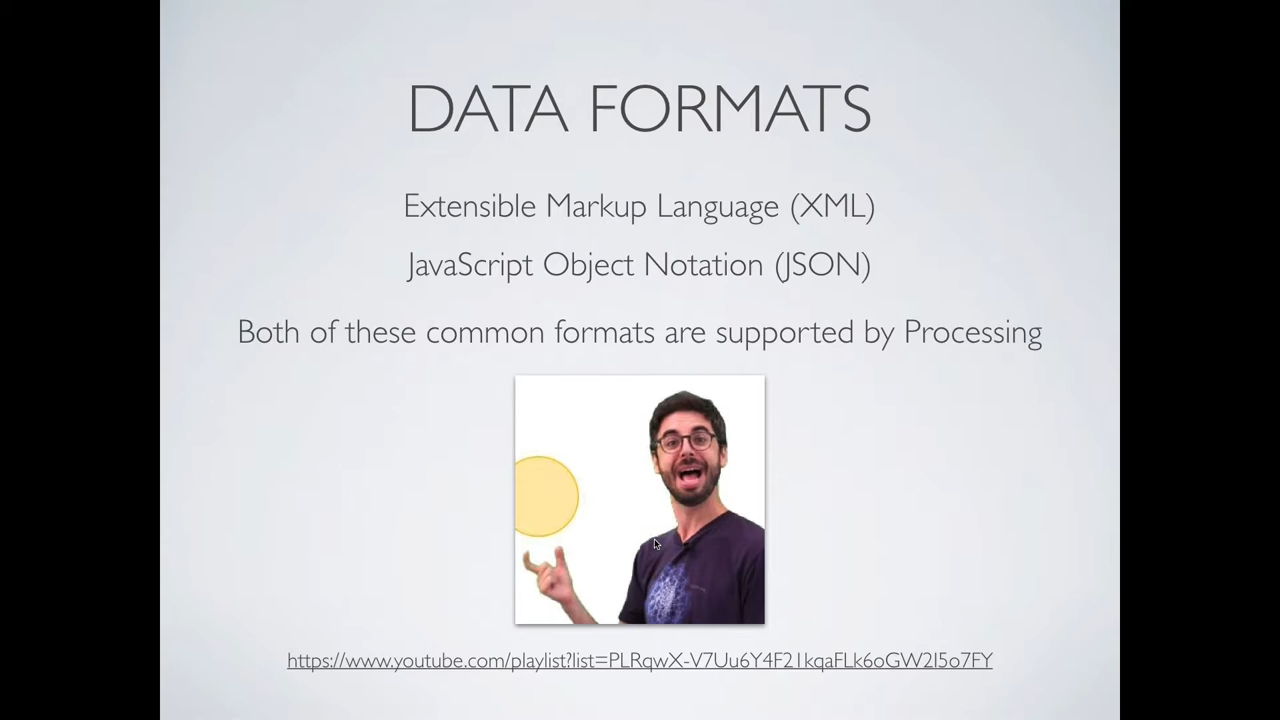 DATA FORMATS
Extensible Markup Language (XML)
JavaScript Object Notation (JSON)
Both of these common formats are supported by Processing
https://www.youtube.com/playlist?list=PLRqwX-V7Uu6Y4F21kqaFLk6oGW2I5o7FY